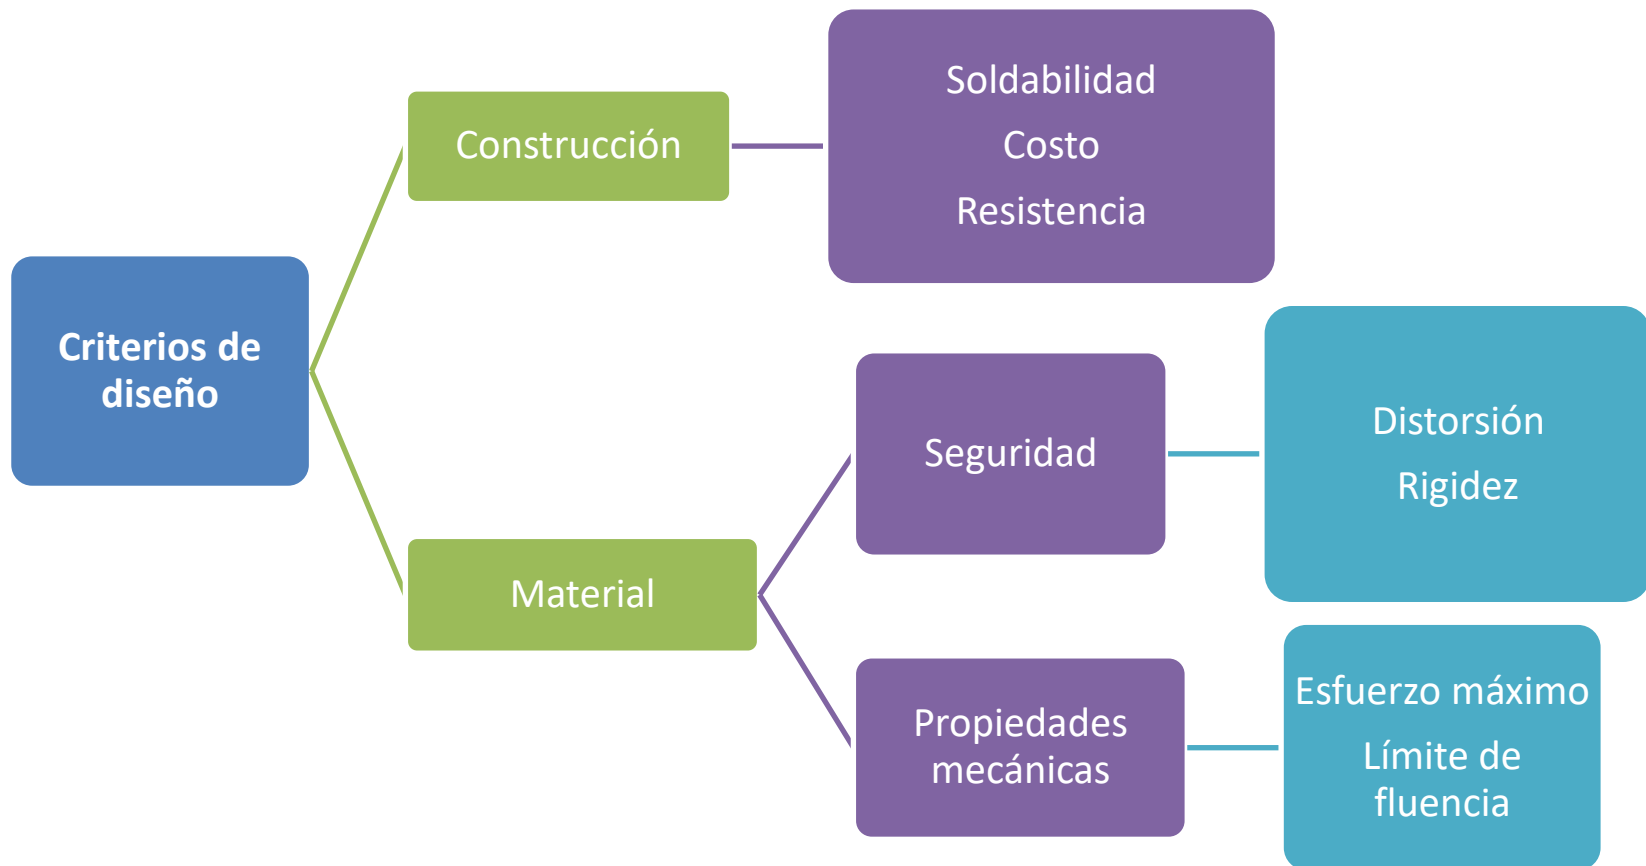 Criterios de
diseño
Construcción
Soldabilidad
Costo
Resistencia
Material
Seguridad
Distorsión
Rigidez
Propiedades
mecánicas
Esfuerzo máximo
Límite de
fluencia